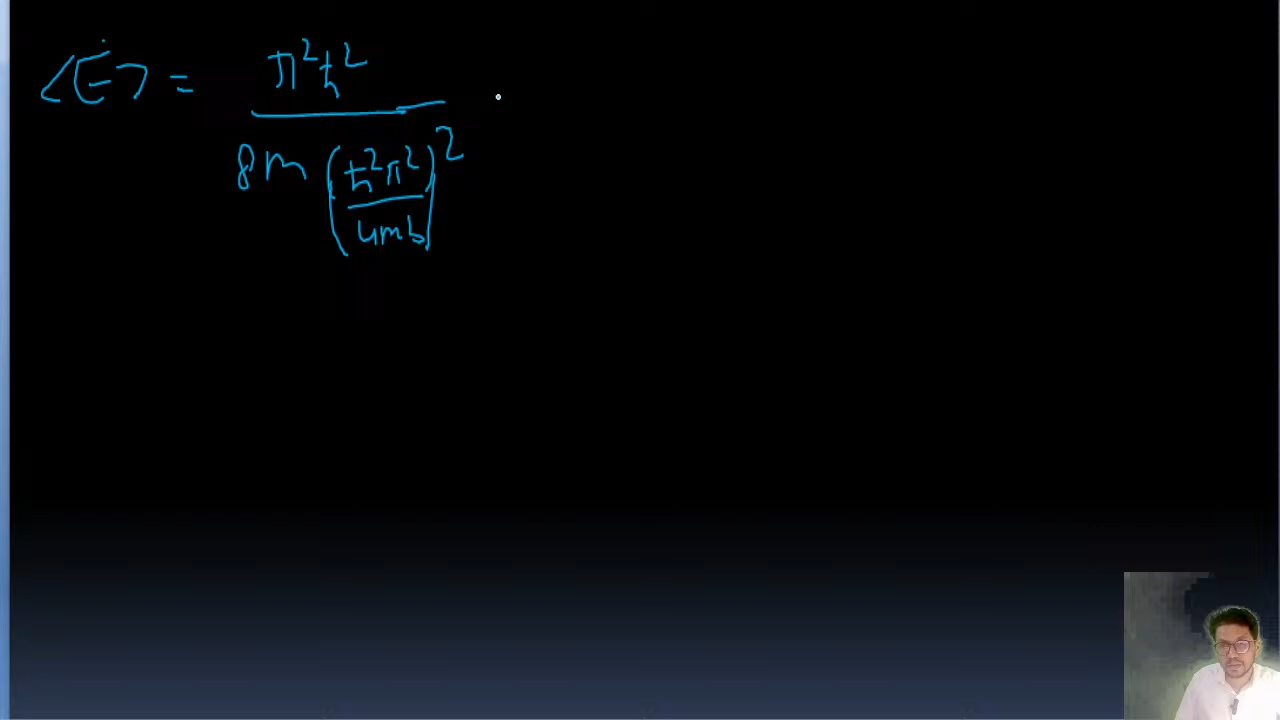 <E> = π²ħ²
8m (ħ²π² / 4mb)²